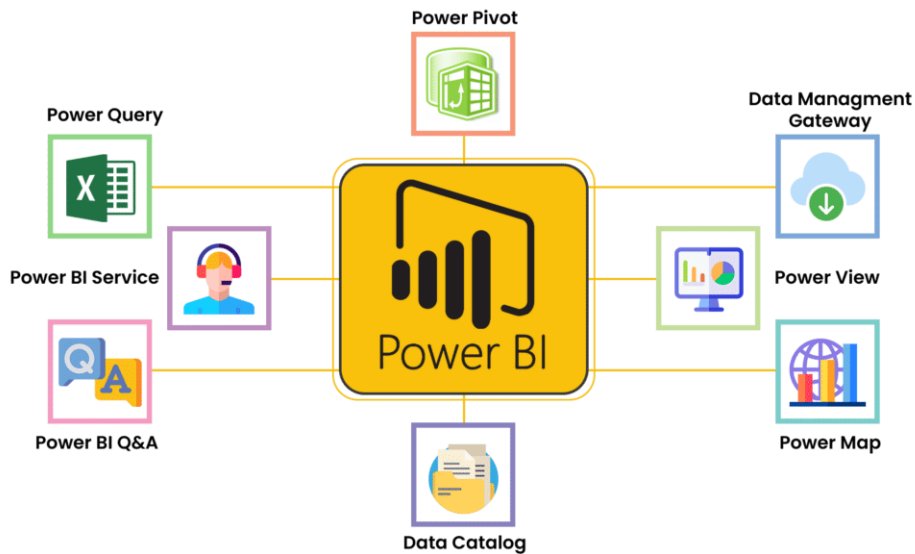 Power Pivot
Power Query
Data Managment
Gateway
X
Power BI Service
Power View
Power BI
Q
A
Power BI Q&A
Power Map
Data Catalog